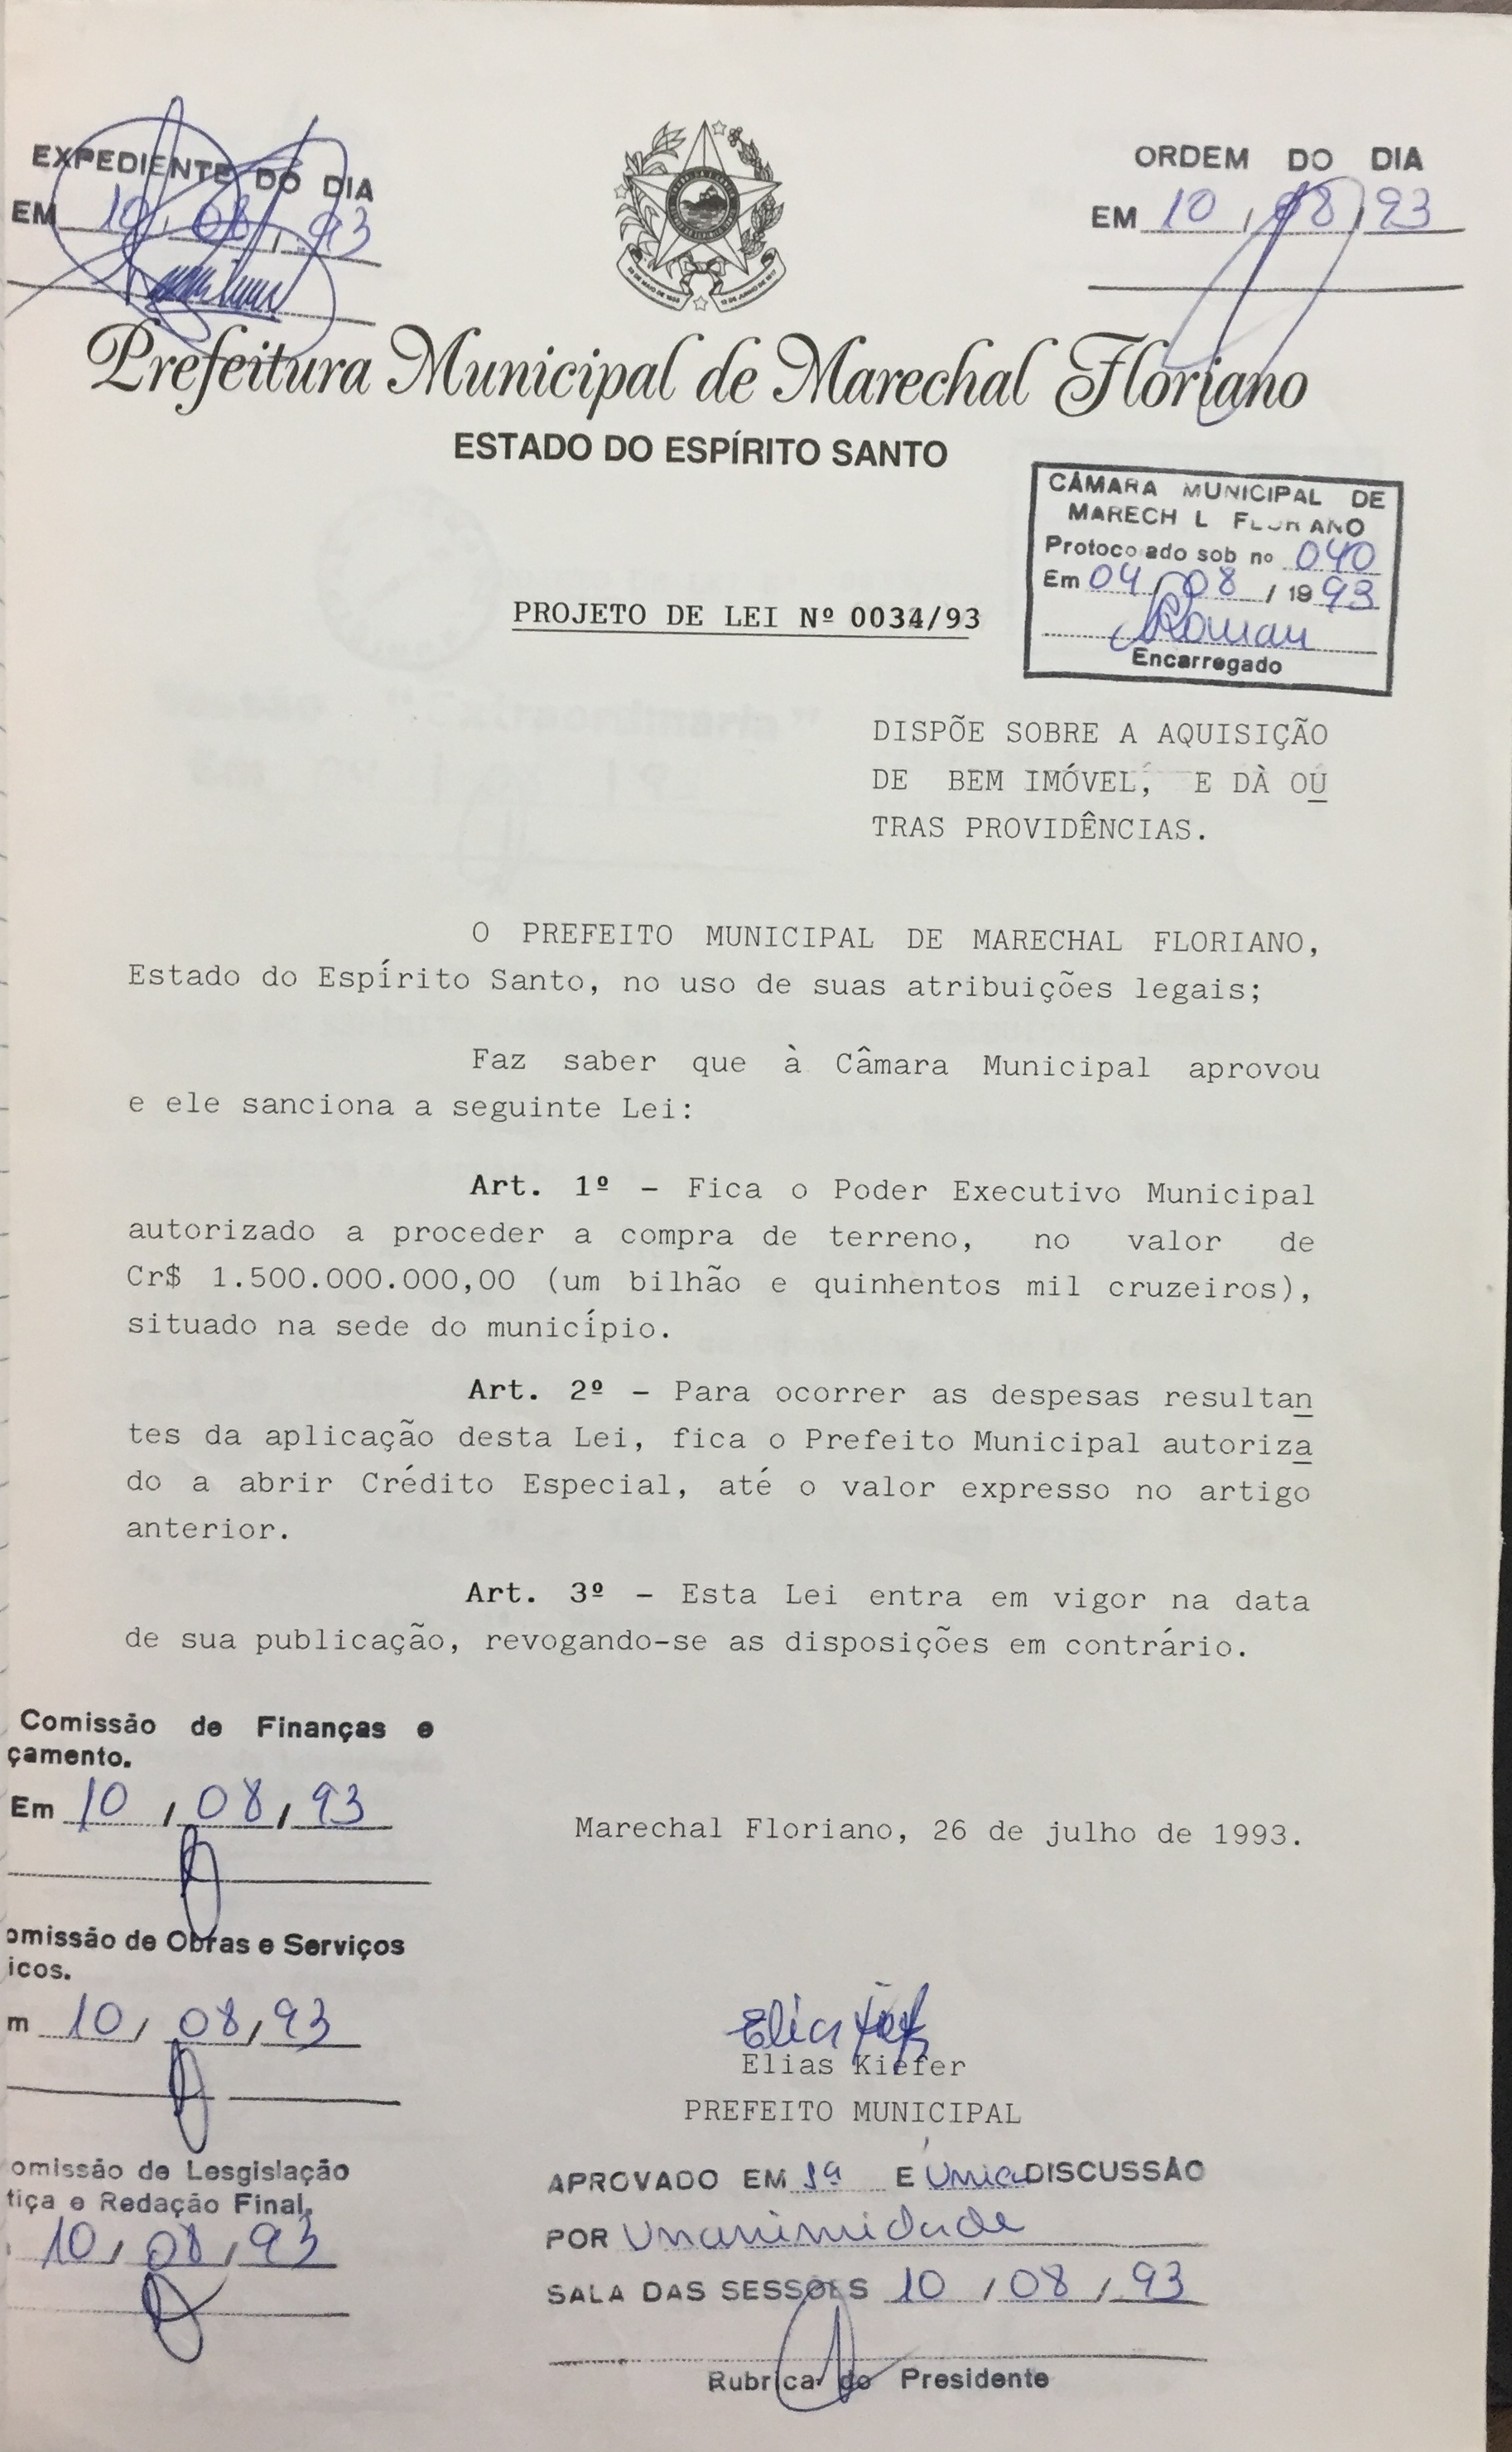 EXPEDIENTE DO DIA
EM 10/08/93
ORDEM DO DIA
EM 10/08/93
Prefeitura Municipal de Marechal Floriano
ESTADO DO ESPÍRITO SANTO
CÂMARA MUNICIPAL DE
MARECH L FLOR ANO
Protoco ado sob nº 040
Em 04/08/1993
Encarregado
PROJETO DE LEI Nº 0034/93
DISPÕE SOBRE A AQUISIÇÃO
DE BEM IMÓVEL, E DÀ OU
TRAS PROVIDÊNCIAS.
O PREFEITO MUNICIPAL DE MARECHAL FLORIANO,
Estado do Espírito Santo, no uso de suas atribuições legais;
Faz saber que à Câmara Municipal aprovou
e ele sanciona a seguinte Lei:
Art. 1º - Fica o Poder Executivo Municipal
autorizado a proceder a compra de terreno, no valor de
Cr$ 1.500.000.000,00 (um bilhão e quinhentos mil cruzeiros),
situado na sede do município.
Art. 2º - Para ocorrer as despesas resultan
tes da aplicação desta Lei, fica o Prefeito Municipal autoriza
do a abrir Crédito Especial, até o valor expresso no artigo
anterior.
Art. 3º - Esta Lei entra em vigor na data
de sua publicação, revogando-se as disposições em contrário.
Comissão de Finanças e
çamento.
Em 10/08/93
Marechal Floriano, 26 de julho de 1993.
omissão de Obras e Serviços
icos.
m 10/08/93
Elias Kiefer
PREFEITO MUNICIPAL
omissão de Lesgislação
tiça e Redação Final,
10/08/93
APROVADO EM 1ª E Única DISCUSSÃO
POR Unanimidade
SALA DAS SESSÕES 10/08/93
Rubrica do Presidente